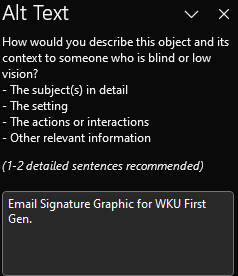 Alt Text
How would you describe this object and its
context to someone who is blind or low
vision?
- The subject(s) in detail
- The setting
- The actions or interactions
- Other relevant information
(1-2 detailed sentences recommended)
Email Signature Graphic for WKU First
Gen.